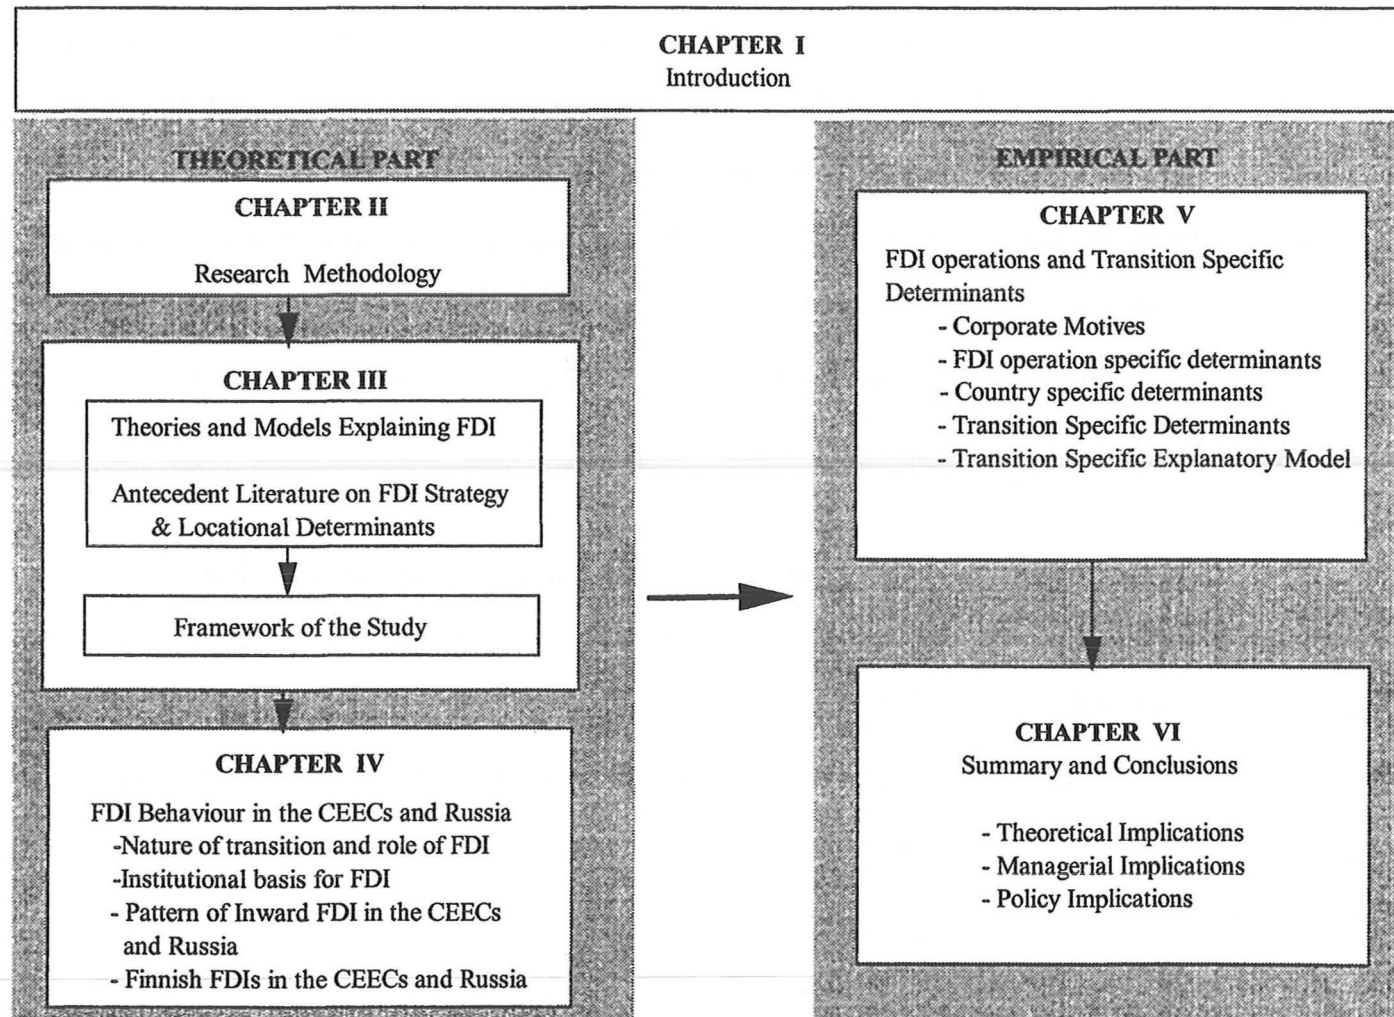 CHAPTER I
Introduction
THEORETICAL PART
CHAPTER II
Research Methodology
CHAPTER III
Theories and Models Explaining FDI
Antecedent Literature on FDI Strategy
& Locational Determinants
Framework of the Study
CHAPTER IV
FDI Behaviour in the CEECs and Russia
-Nature of transition and role of FDI
-Institutional basis for FDI
- Pattern of Inward FDI in the CEECs
and Russia
- Finnish FDIs in the CEECs and Russia
EMPIRICAL PART
CHAPTER V
FDI operations and Transition Specific
Determinants
- Corporate Motives
- FDI operation specific determinants
- Country specific determinants
- Transition Specific Determinants
- Transition Specific Explanatory Model
CHAPTER VI
Summary and Conclusions
- Theoretical Implications
- Managerial Implications
- Policy Implications